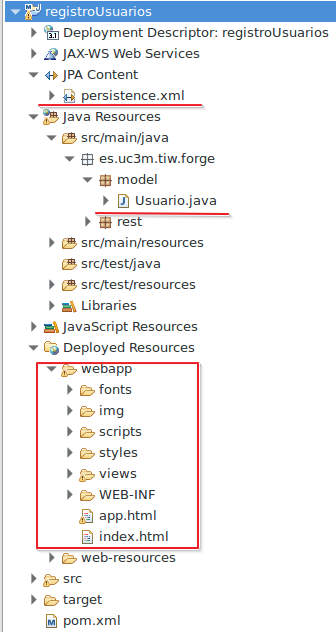 registroUsuarios
Deployment Descriptor: registroUsuarios
JAX-WS Web Services
JPA Content
persistence.xml
Java Resources
src/main/java
es.uc3m.tiw.forge
model
Usuario.java
rest
src/main/resources
src/test/java
src/test/resources
Libraries
JavaScript Resources
Deployed Resources
webapp
fonts
img
scripts
styles
views
WEB-INF
app.html
index.html
web-resources
src
target
pom.xml